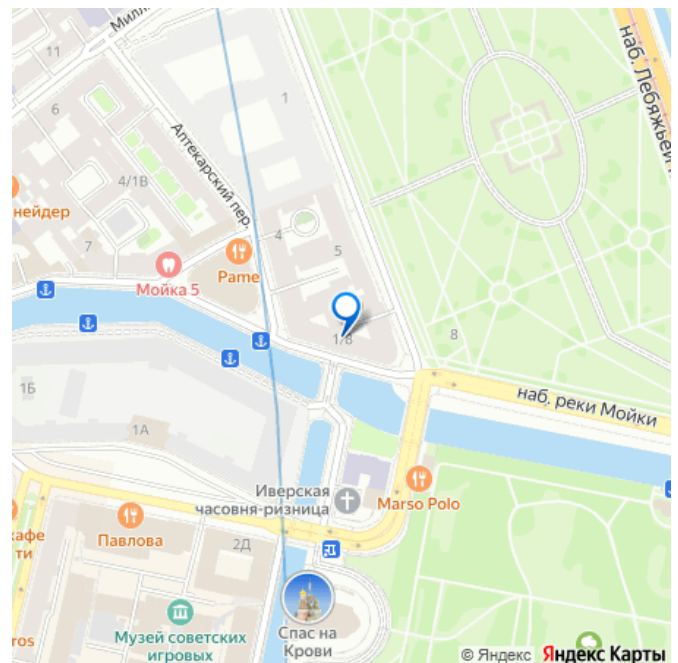 Милл
наб. Лебяжьей
11
1
6
Аптекарский пер.
4/1В
нейдер
4
5
7
Pame
Мойка 5
1/8
8
1Б
наб. реки Мойки
1А
Иверская
часовня-ризница
Marso Polo
кафе
ти
Павлова
2Д
Спас на
Крови
Музей советских
игровых
ros
© Яндекс Яндекс Карты